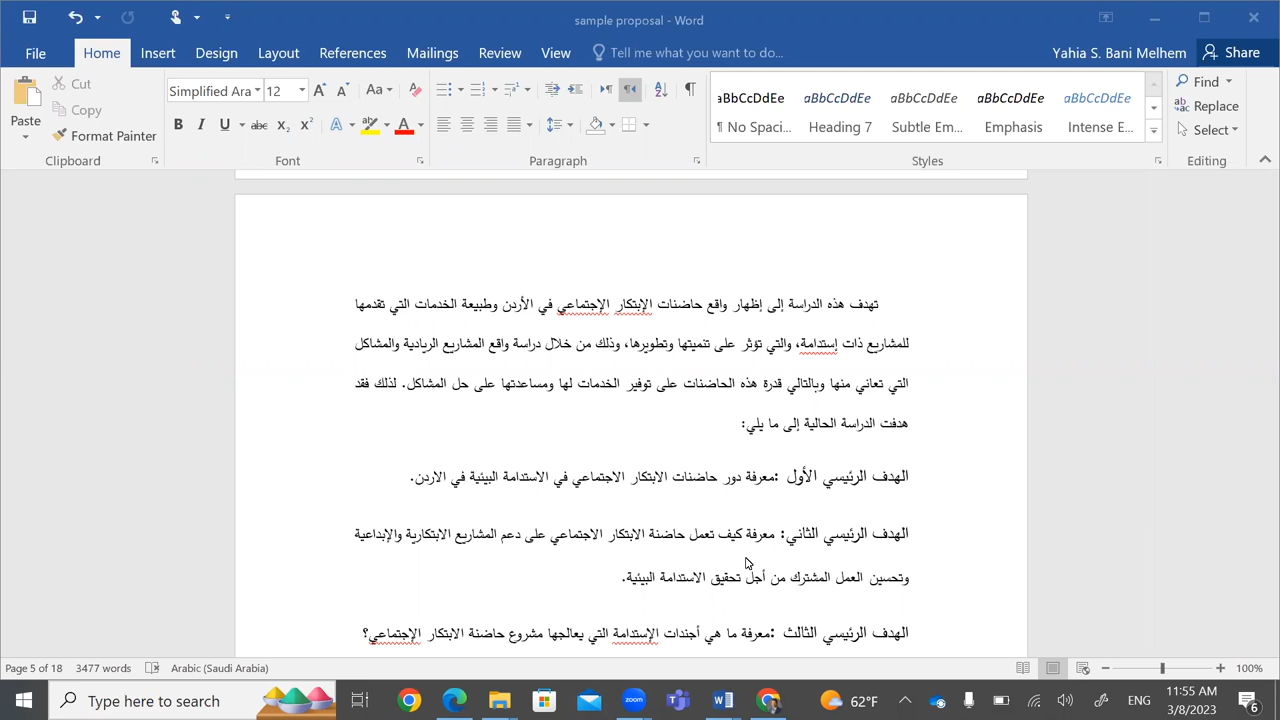 sample proposal - Word
File Home Insert Design Layout References Mailings Review View Tell me what you want to do... Yahia S. Bani Melhem Share
Cut
Copy
Format Painter
Paste
Simplified Ara 12
Clipboard Font Paragraph Styles Editing
aBbCcDdEe AaBbCcDdEe AaBbCcDdEe AaBbCcDdEe AaBbCcDdEe
¶ No Spaci... Heading 7 Subtle Em... Emphasis Intense E...
Find
Replace
Select
تهدف هذه الدراسة إلى إظهار واقع حاضنات الإبتكار الإجتماعي في الأردن وطبيعة الخدمات التي تقدمها
للمشاريع ذات إستدامة، والتي تؤثر على تنميتها وتطويرها، وذلك من خلال دراسة واقع المشاريع الريادية والمشاكل
التي تعاني منها وبالتالي قدرة هذه الحاضنات على توفير الخدمات لها ومساعدتها على حل المشاكل. لذلك فقد
هدفت الدراسة الحالية إلى ما يلي:
الهدف الرئيسي الأول :معرفة دور حاضنات الابتكار الاجتماعي في الاستدامة البيئية في الاردن.
الهدف الرئيسي الثاني: معرفة كيف تعمل حاضنة الابتكار الاجتماعي على دعم المشاريع الابتكارية والإبداعية
وتحسين العمل المشترك من أجل تحقيق الاستدامة البيئية.
الهدف الرئيسي الثالث :معرفة ما هي أجندات الإستدامة التي يعالجها مشروع حاضنة الابتكار الإجتماعي؟
Page 5 of 18 3477 words Arabic (Saudi Arabia) 100%
Type here to search
zoom
62°F ENG
11:55 AM
3/8/2023
6